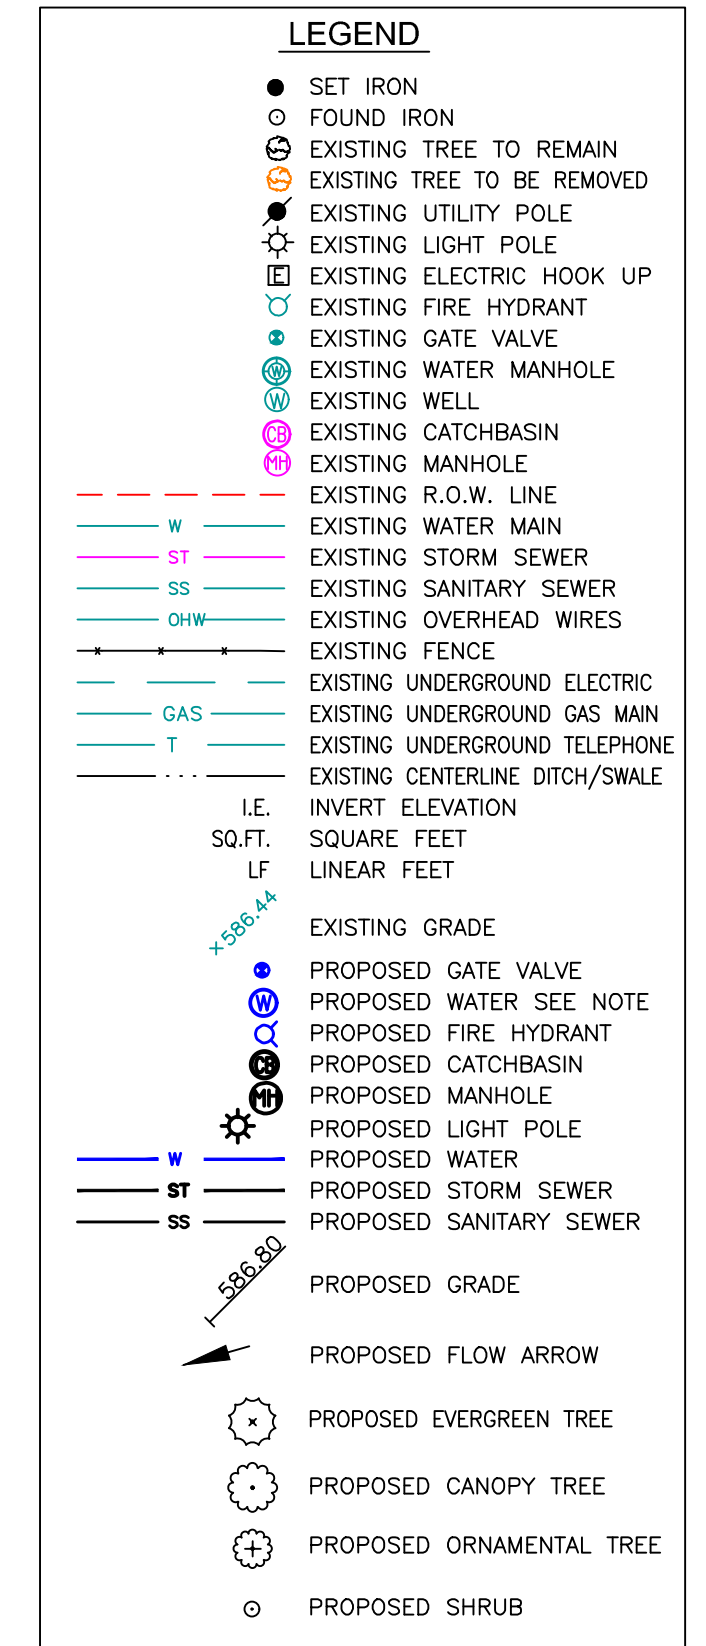 LEGEND
SET IRON
FOUND IRON
EXISTING TREE TO REMAIN
EXISTING TREE TO BE REMOVED
EXISTING UTILITY POLE
EXISTING LIGHT POLE
E EXISTING ELECTRIC HOOK UP
EXISTING FIRE HYDRANT
EXISTING GATE VALVE
W EXISTING WATER MANHOLE
W EXISTING WELL
CB EXISTING CATCHBASIN
MH EXISTING MANHOLE
EXISTING R.O.W. LINE
W EXISTING WATER MAIN
ST EXISTING STORM SEWER
SS EXISTING SANITARY SEWER
OHW EXISTING OVERHEAD WIRES
EXISTING FENCE
EXISTING UNDERGROUND ELECTRIC
GAS EXISTING UNDERGROUND GAS MAIN
T EXISTING UNDERGROUND TELEPHONE
EXISTING CENTERLINE DITCH/SWALE
I.E. INVERT ELEVATION
SQ.FT. SQUARE FEET
LF LINEAR FEET
×586.44 EXISTING GRADE
PROPOSED GATE VALVE
W PROPOSED WATER SEE NOTE
PROPOSED FIRE HYDRANT
CB PROPOSED CATCHBASIN
MH PROPOSED MANHOLE
PROPOSED LIGHT POLE
W PROPOSED WATER
ST PROPOSED STORM SEWER
SS PROPOSED SANITARY SEWER
586.80 PROPOSED GRADE
PROPOSED FLOW ARROW
PROPOSED EVERGREEN TREE
PROPOSED CANOPY TREE
PROPOSED ORNAMENTAL TREE
PROPOSED SHRUB